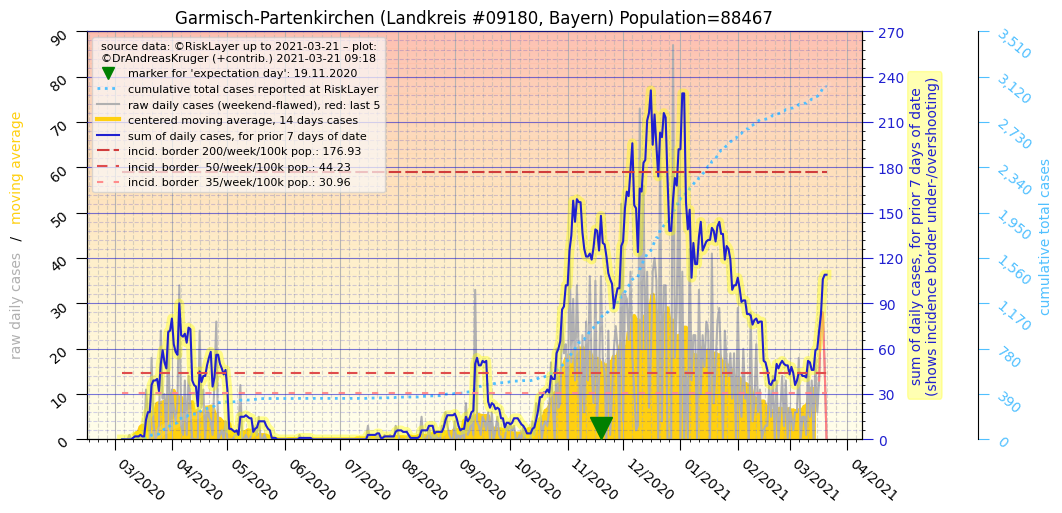 Garmisch-Partenkirchen (Landkreis #09180, Bayern) Population=88467
source data: ©RiskLayer up to 2021-03-21 – plot:
©DrAndreasKruger (+contrib.) 2021-03-21 09:18
marker for 'expectation day': 19.11.2020
cumulative total cases reported at RiskLayer
raw daily cases (weekend-flawed), red: last 5
centered moving average, 14 days cases
sum of daily cases, for prior 7 days of date
incid. border 200/week/100k pop.: 176.93
incid. border  50/week/100k pop.: 44.23
incid. border  35/week/100k pop.: 30.96
raw daily cases / moving average
90
80
70
60
50
40
30
20
10
0
03/2020
04/2020
05/2020
06/2020
07/2020
08/2020
09/2020
10/2020
11/2020
12/2020
01/2021
02/2021
03/2021
04/2021
270
240
210
180
150
120
90
60
30
0
sum of daily cases, for prior 7 days of date
(shows incidence border under-/overshooting)
3,510
3,120
2,730
2,340
1,950
1,560
1,170
780
390
0
cumulative total cases